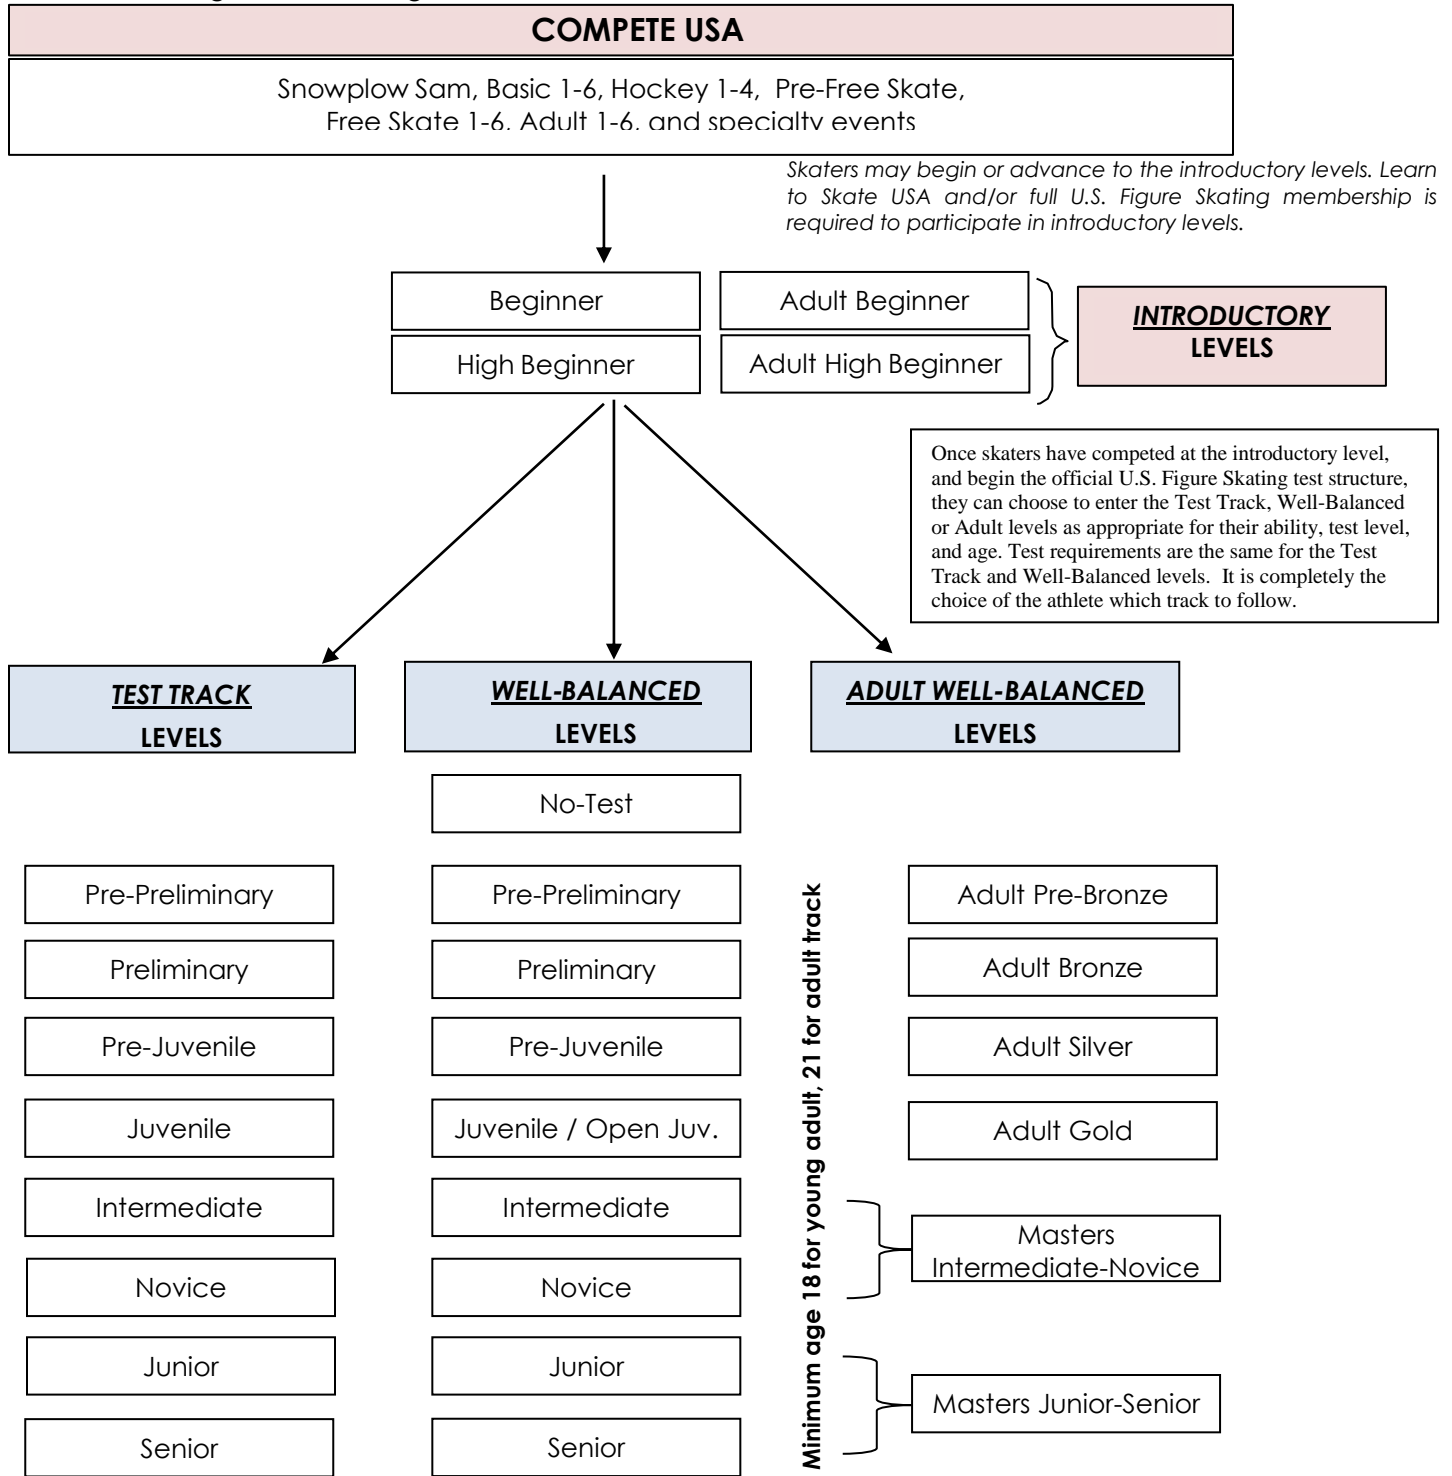 COMPETE USA
Snowplow Sam, Basic 1-6, Hockey 1-4, Pre-Free Skate,
Free Skate 1-6, Adult 1-6, and specialty events
Skaters may begin or advance to the introductory levels. Learn
to Skate USA and/or full U.S. Figure Skating membership is
required to participate in introductory levels.
Beginner
Adult Beginner
High Beginner
Adult High Beginner
INTRODUCTORY
LEVELS
Once skaters have competed at the introductory level,
and begin the official U.S. Figure Skating test structure,
they can choose to enter the Test Track, Well-Balanced
or Adult levels as appropriate for their ability, test level,
and age. Test requirements are the same for the Test
Track and Well-Balanced levels. It is completely the
choice of the athlete which track to follow.
TEST TRACK
LEVELS
WELL-BALANCED
LEVELS
ADULT WELL-BALANCED
LEVELS
No-Test
Pre-Preliminary
Pre-Preliminary
Adult Pre-Bronze
Preliminary
Preliminary
Adult Bronze
Pre-Juvenile
Pre-Juvenile
Adult Silver
Juvenile
Juvenile / Open Juv.
Adult Gold
Intermediate
Intermediate
Masters
Intermediate-Novice
Novice
Novice
Junior
Junior
Masters Junior-Senior
Senior
Senior
Minimum age 18 for young adult, 21 for adult track